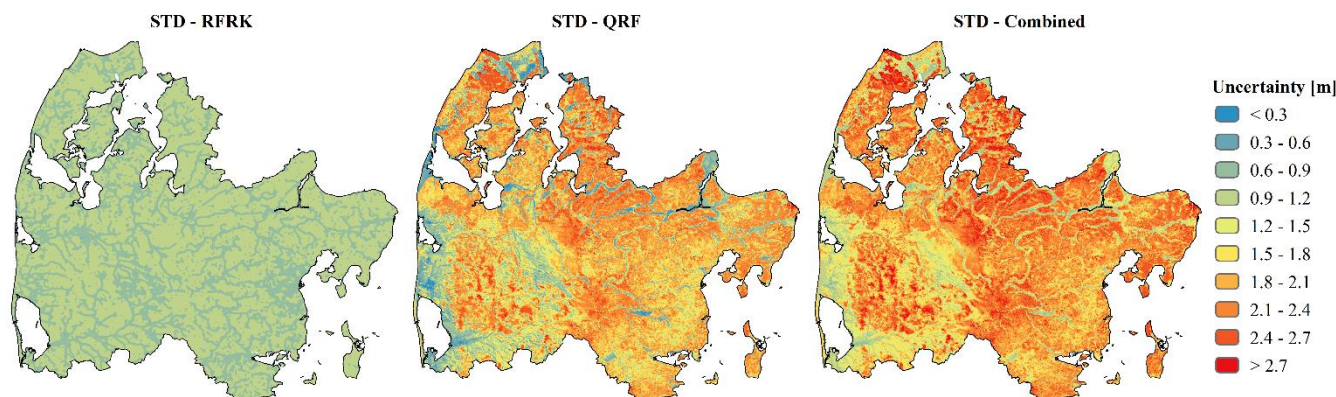 STD - RFRK
STD - QRF
STD - Combined
Uncertainty [m]
< 0.3
0.3 - 0.6
0.6 - 0.9
0.9 - 1.2
1.2 - 1.5
1.5 - 1.8
1.8 - 2.1
2.1 - 2.4
2.4 - 2.7
> 2.7